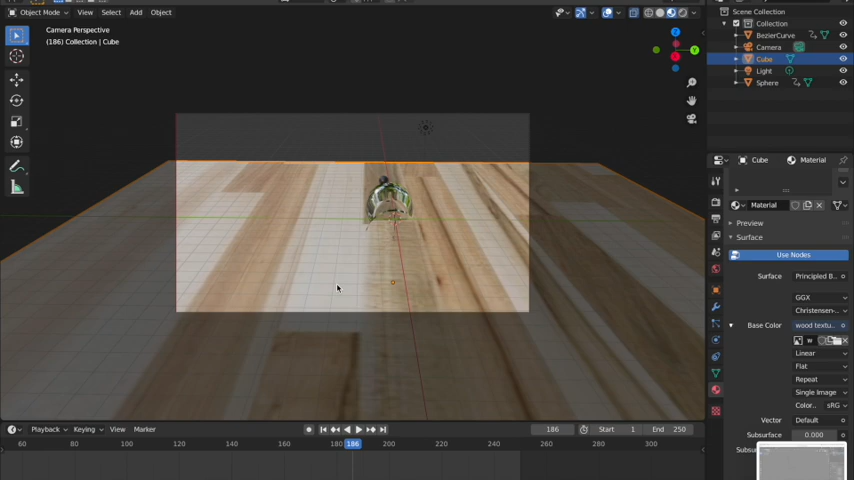 Object Mode View Select Add Object
Camera Perspective
(186) Collection | Cube
X
Y
Z
Scene Collection
Collection
BezierCurve
Camera
Cube
Light
Sphere
Cube Material
Material
Preview
Surface
Use Nodes
Surface Principled B...
GGX
Christensen-...
Base Color wood textu...
w
Linear
Flat
Repeat
Single Image
Color... sRG
Vector Default
Subsurface 0.000
Subsu
Playback Keying View Marker
186 Start 1 End 250
60 80 100 120 140 160 186 200 220 240 260 280 300